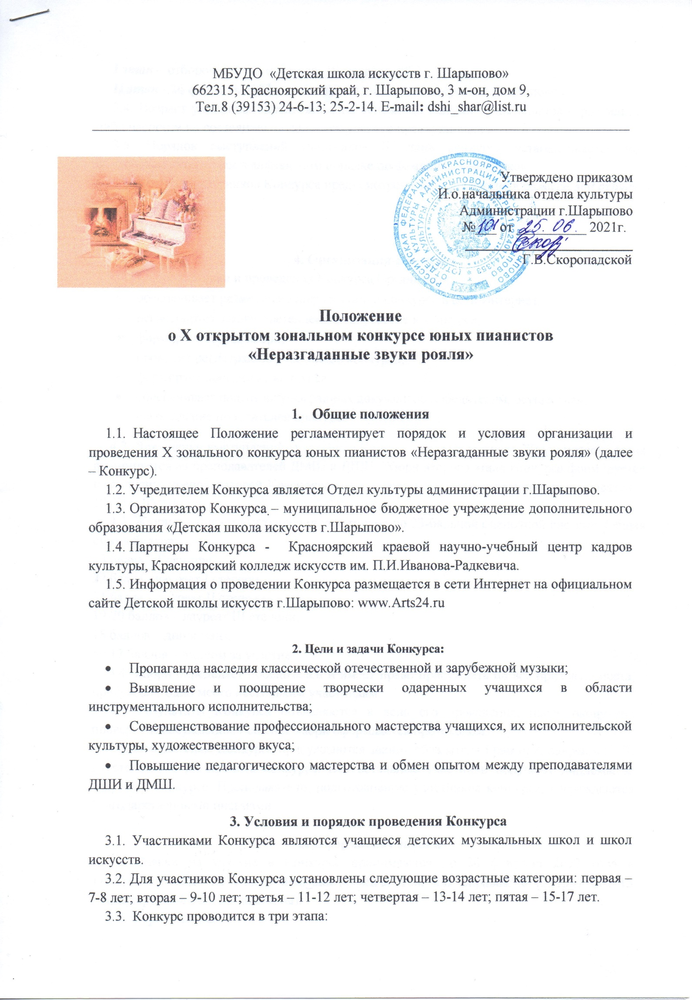 МБУДО «Детская школа искусств г. Шарыпово»
662315, Красноярский край, г. Шарыпово, 3 м-он, дом 9,
Тел.8 (39153) 24-6-13; 25-2-14. E-mail: dshi_shar@list.ru
Утверждено приказом
И.о.начальника отдела культуры
Администрации г.Шарыпово
№ 101 от 25. 06. 2021г.
Г.В.Скоропадской
Положение
о X открытом зональном конкурсе юных пианистов
«Неразгаданные звуки рояля»
1. Общие положения
1.1. Настоящее Положение регламентирует порядок и условия организации и
проведения X зонального конкурса юных пианистов «Неразгаданные звуки рояля» (далее
– Конкурс).
1.2. Учредителем Конкурса является Отдел культуры администрации г.Шарыпово.
1.3. Организатор Конкурса – муниципальное бюджетное учреждение дополнительного
образования «Детская школа искусств г.Шарыпово».
1.4. Партнеры Конкурса - Красноярский краевой научно-учебный центр кадров
культуры, Красноярский колледж искусств им. П.И.Иванова-Радкевича.
1.5. Информация о проведении Конкурса размещается в сети Интернет на официальном
сайте Детской школы искусств г.Шарыпово: www.Arts24.ru
2. Цели и задачи Конкурса:
• Пропаганда наследия классической отечественной и зарубежной музыки;
• Выявление и поощрение творчески одаренных учащихся в области
инструментального исполнительства;
• Совершенствование профессионального мастерства учащихся, их исполнительской
культуры, художественного вкуса;
• Повышение педагогического мастерства и обмен опытом между преподавателями
ДШИ и ДМШ.
3. Условия и порядок проведения Конкурса
3.1. Участниками Конкурса являются учащиеся детских музыкальных школ и школ
искусств.
3.2. Для участников Конкурса установлены следующие возрастные категории: первая –
7-8 лет; вторая – 9-10 лет; третья – 11-12 лет; четвертая – 13-14 лет; пятая – 15-17 лет.
3.3. Конкурс проводится в три этапа: